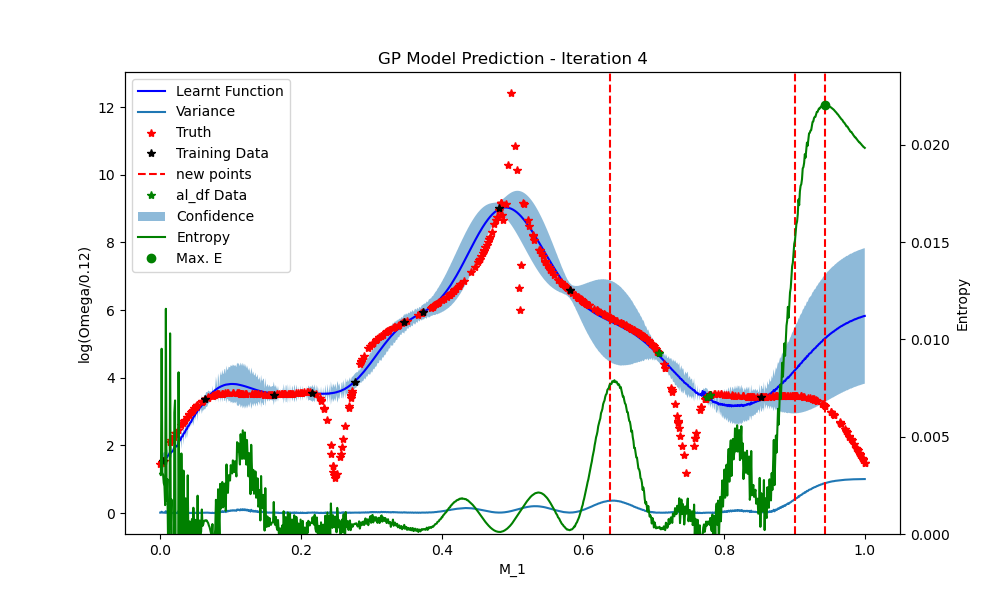 GP Model Prediction - Iteration 4
Learnt Function
Variance
Truth
Training Data
new points
al_df Data
Confidence
Entropy
Max. E
log(Omega/0.12)
12
10
8
6
4
2
0
0.0
0.2
0.4
0.6
0.8
1.0
M_1
0.020
0.015
0.010
0.005
0.000
Entropy